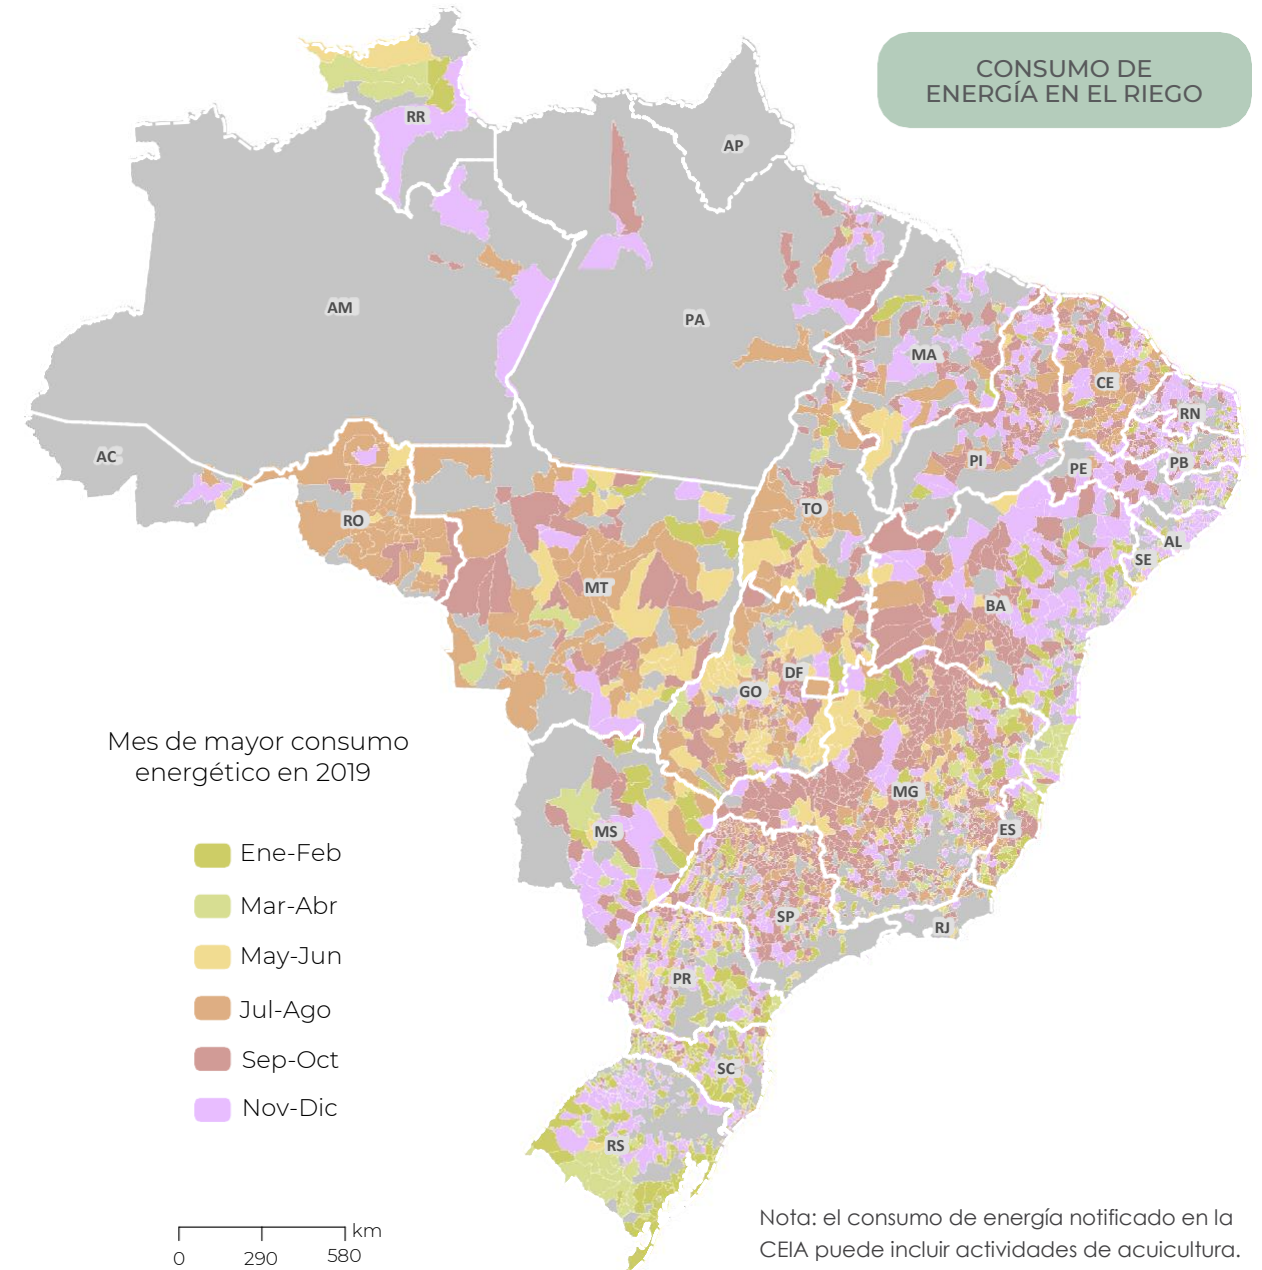 CONSUMO DE
ENERGÍA EN EL RIEGO
RR
AP
AM
PA
MA
CE
RN
AC
PI
PE
PB
TO
RO
AL
SE
MT
BA
DF
GO
Mes de mayor consumo
energético en 2019
MG
MS
ES
Ene-Feb
Mar-Abr
SP
RJ
May-Jun
PR
Jul-Ago
Sep-Oct
SC
Nov-Dic
RS
km
0 290 580
Nota: el consumo de energía notificado en la
CEIA puede incluir actividades de acuicultura.